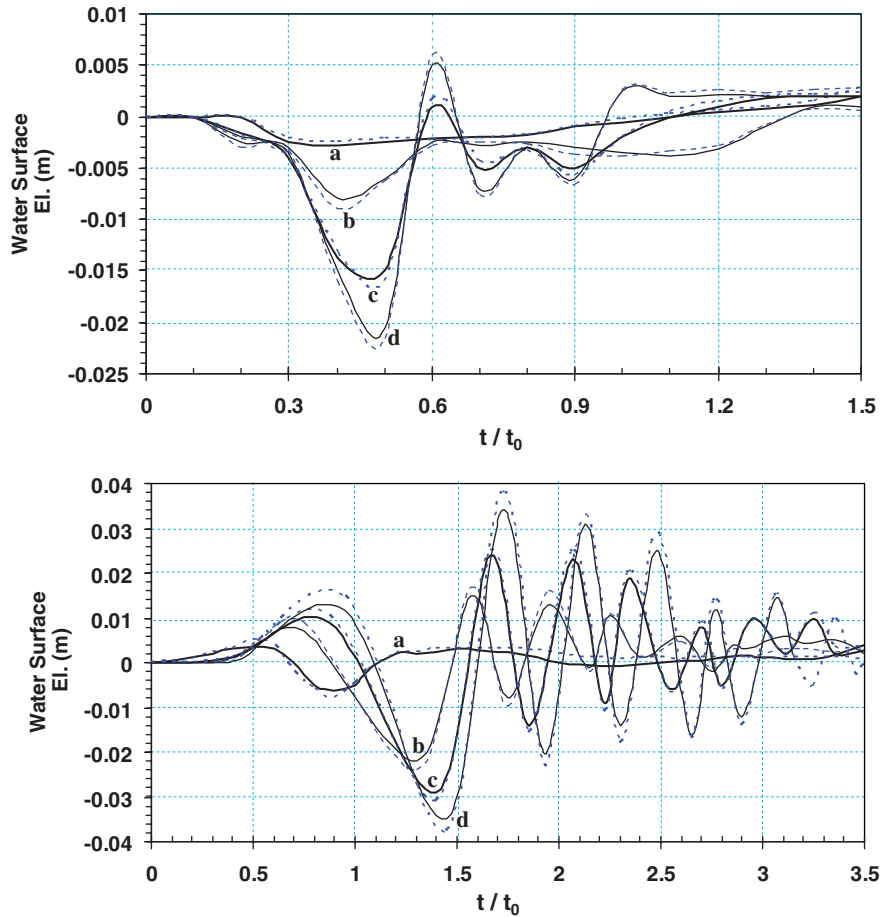 0.01
0.005
0
-0.005
-0.01
-0.015
-0.02
-0.025
Water Surface
El. (m)
a
b
c
d
0 0.3 0.6 0.9 1.2 1.5
t / t0
0.04
0.03
0.02
0.01
0
-0.01
-0.02
-0.03
-0.04
Water Surface
El. (m)
a
b
c
d
0 0.5 1 1.5 2 2.5 3 3.5
t / t0